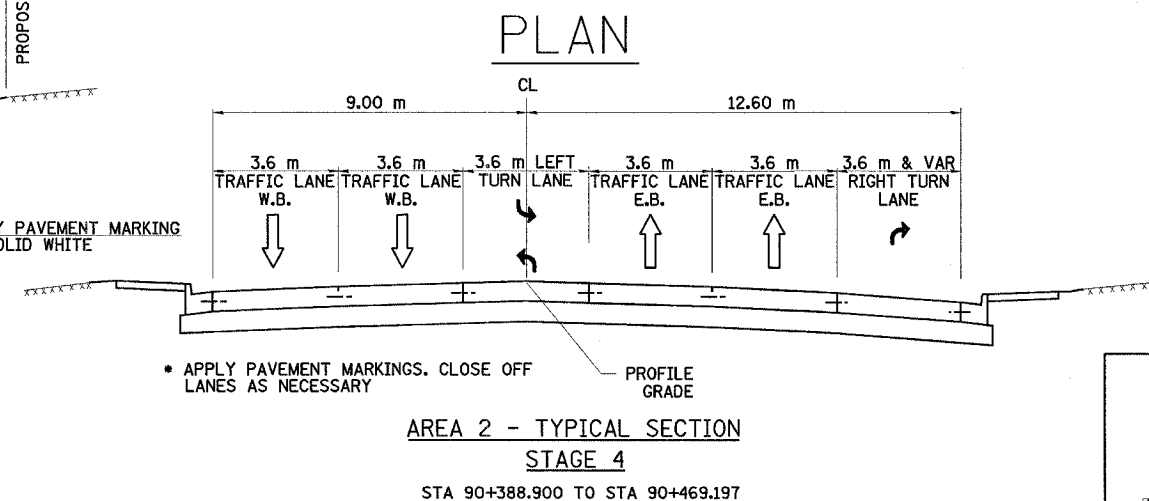 PROPOS
PLAN
CL
9.00 m
12.60 m
3.6 m
TRAFFIC LANE
W.B.
3.6 m
TRAFFIC LANE
W.B.
3.6 m LEFT
TURN LANE
3.6 m
TRAFFIC LANE
E.B.
3.6 m
TRAFFIC LANE
E.B.
3.6 m & VAR
RIGHT TURN
LANE
Y PAVEMENT MARKING
OLID WHITE
* APPLY PAVEMENT MARKINGS. CLOSE OFF
LANES AS NECESSARY
PROFILE
GRADE
AREA 2 - TYPICAL SECTION
STAGE 4
STA 90+388.900 TO STA 90+469.197